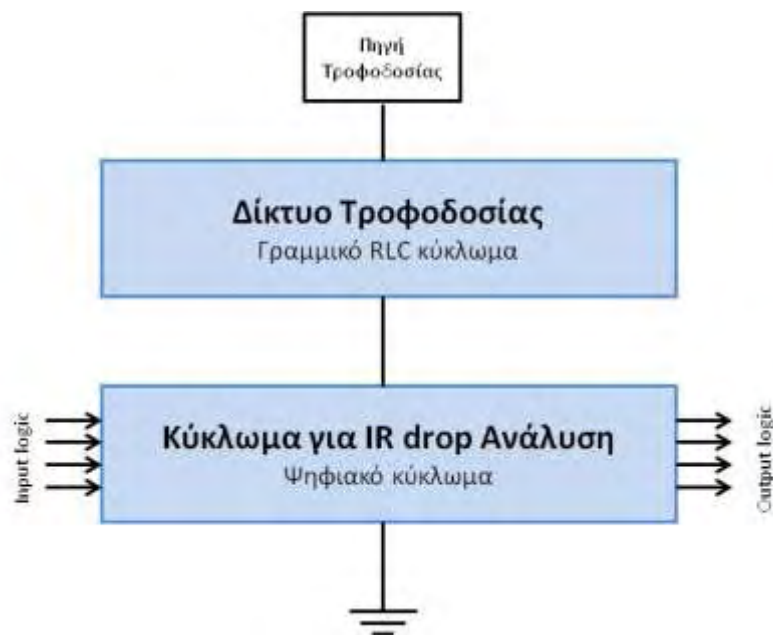 Πηγή
Τροφοδοσίας
Δίκτυο Τροφοδοσίας
Γραμμικό RLC κύκλωμα
Input logic
Κύκλωμα για IR drop Ανάλυση
Ψηφιακό κύκλωμα
Output logic